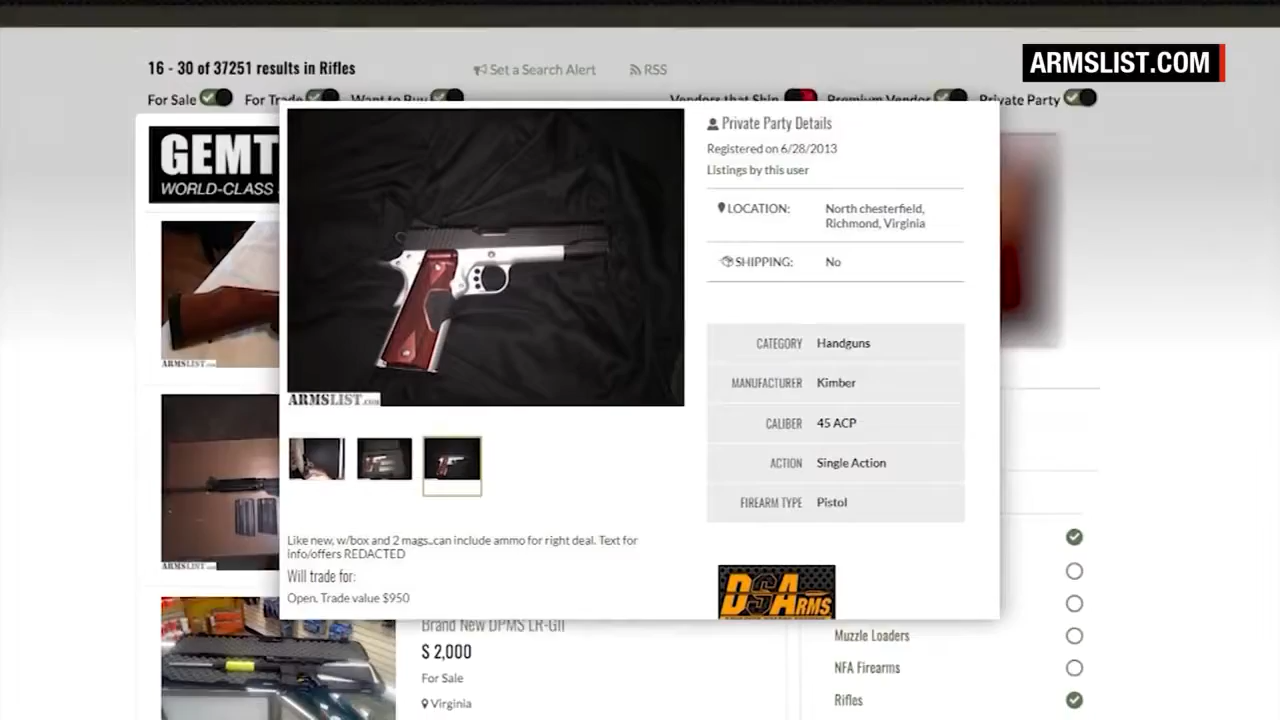 ARMSLIST.COM
16 - 30 of 37251 results in Rifles
Set a Search Alert
RSS
For Sale
For Trade
Want to Buy
Vendors that Ship
Premium Vendor
Private Party
GEMT
WORLD-CLASS
ARMSLIST.COM
ARMSLIST.COM
ARMSLIST.COM
Private Party Details
Registered on 6/28/2013
Listings by this user
LOCATION: North chesterfield,
Richmond, Virginia
SHIPPING: No
CATEGORY Handguns
MANUFACTURER Kimber
CALIBER 45 ACP
ACTION Single Action
FIREARM TYPE Pistol
Like new, w/box and 2 mags..can include ammo for right deal. Text for
info/offers REDACTED
Will trade for:
Open. Trade value $950
DSARMS
Brand New DPMS LR-GII
$ 2,000
For Sale
Virginia
Muzzle Loaders
NFA Firearms
Rifles